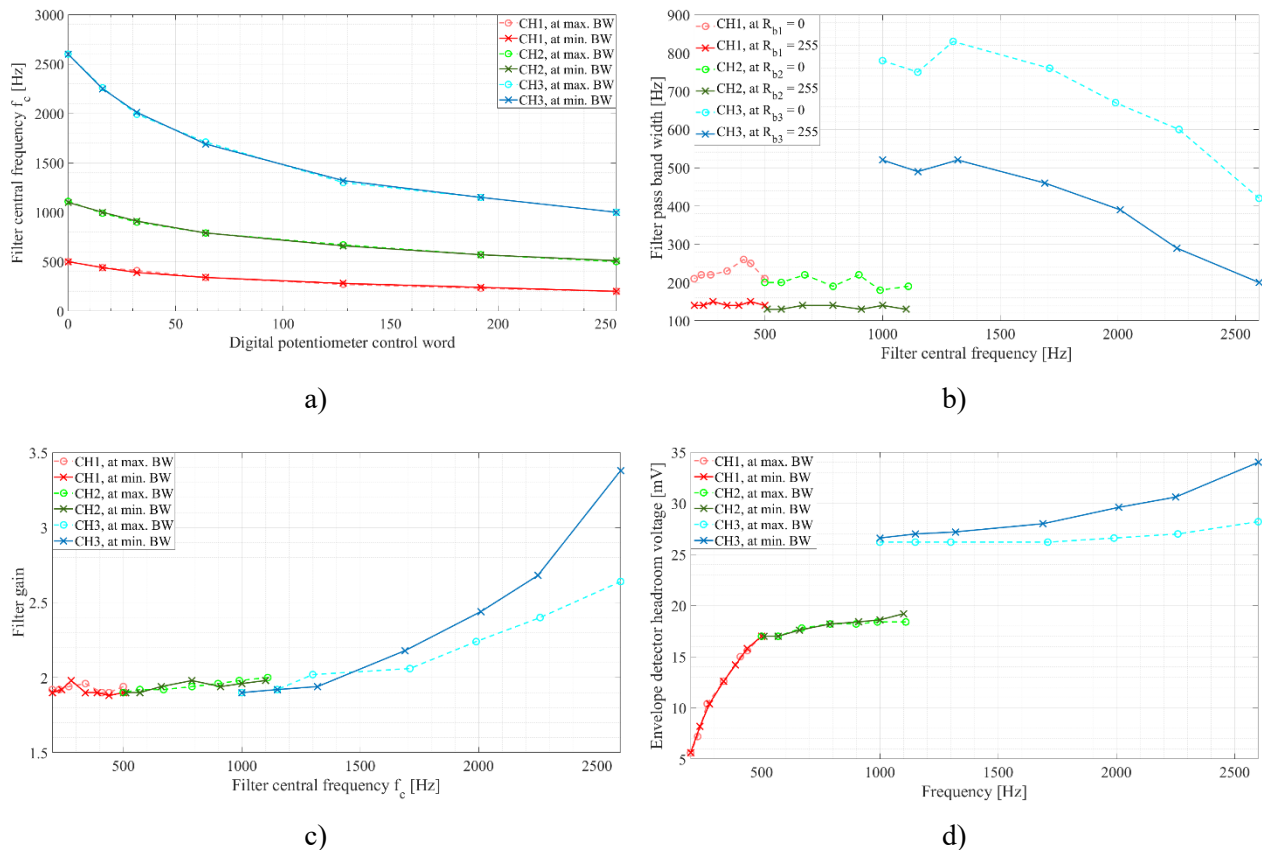 3000
2500
2000
1500
1000
500
0
Filter central frequency f_c [Hz]
CH1, at max. BW
CH1, at min. BW
CH2, at max. BW
CH2, at min. BW
CH3, at max. BW
CH3, at min. BW
0 50 100 150 200 250
Digital potentiometer control word
a)
900
800
700
600
500
400
300
200
100
Filter pass band width [Hz]
CH1, at R_b1 = 0
CH1, at R_b1 = 255
CH2, at R_b2 = 0
CH2, at R_b2 = 255
CH3, at R_b3 = 0
CH3, at R_b3 = 255
500 1000 1500 2000 2500
Filter central frequency [Hz]
b)
3.5
3
2.5
2
1.5
Filter gain
CH1, at max. BW
CH1, at min. BW
CH2, at max. BW
CH2, at min. BW
CH3, at max. BW
CH3, at min. BW
500 1000 1500 2000 2500
Filter central frequency f_c [Hz]
c)
35
30
25
20
15
10
5
Envelope detector headroom voltage [mV]
CH1, at max. BW
CH1, at min. BW
CH2, at max. BW
CH2, at min. BW
CH3, at max. BW
CH3, at min. BW
500 1000 1500 2000 2500
Frequency [Hz]
d)